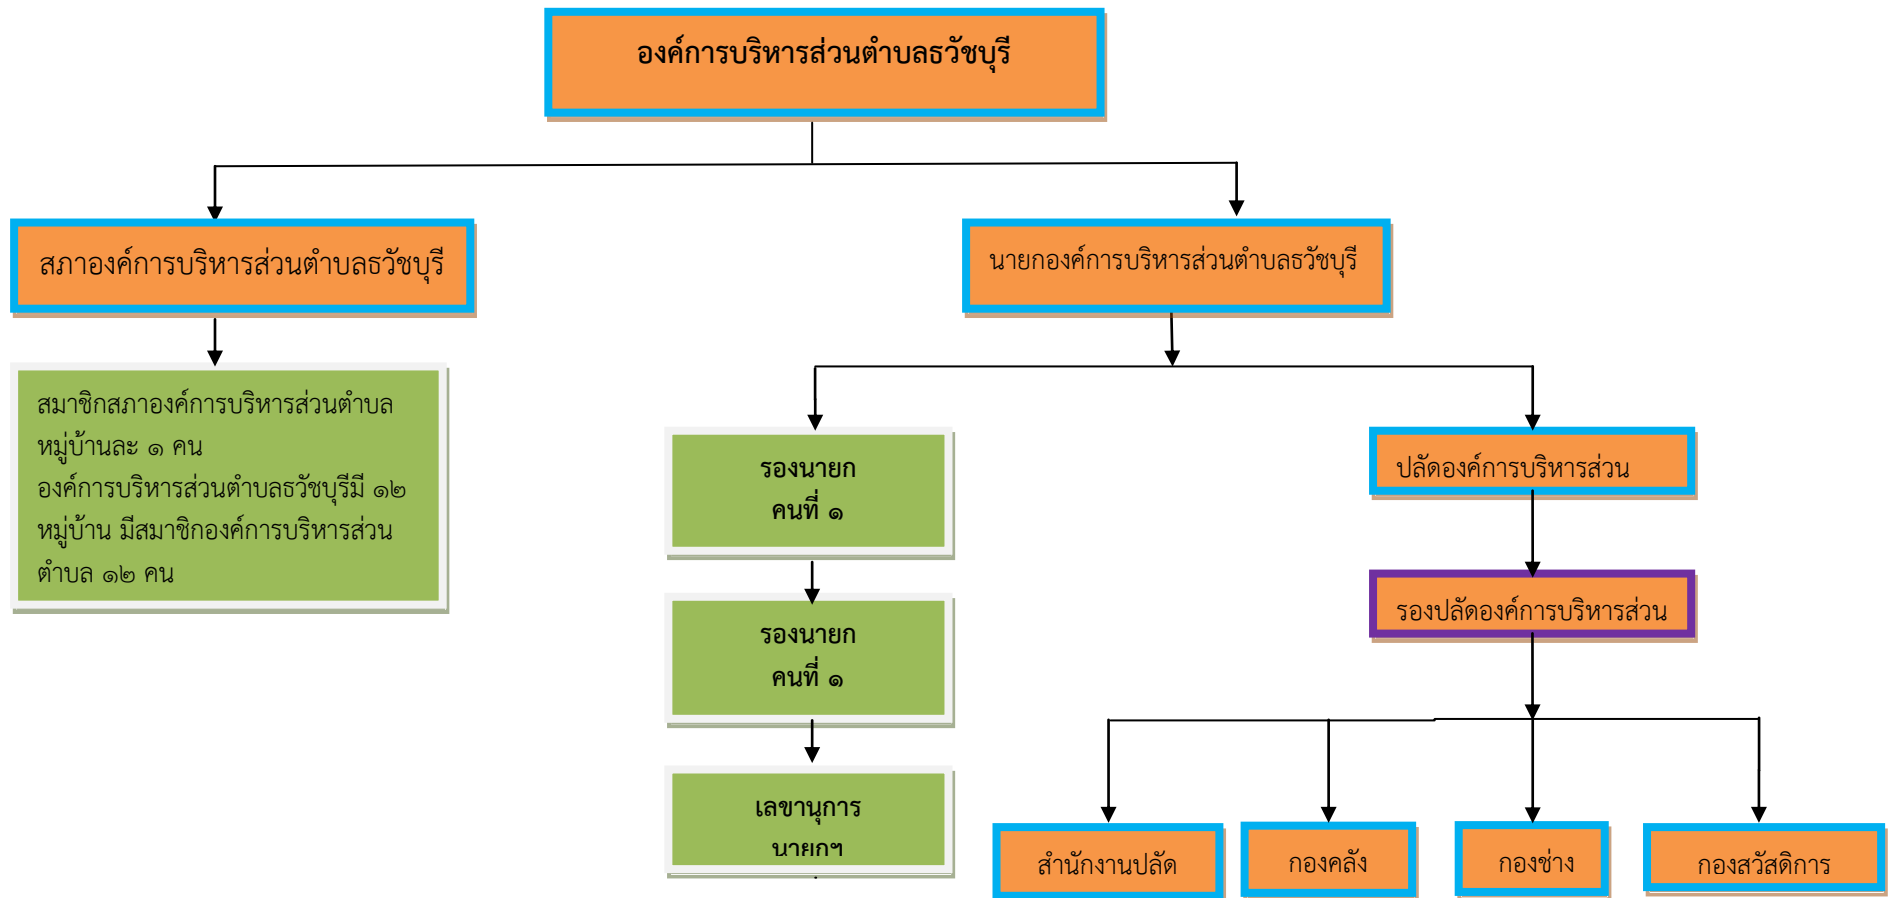 องค์การบริหารส่วนตำบลธวัชบุรี
สภาองค์การบริหารส่วนตำบลธวัชบุรี
นายกองค์การบริหารส่วนตำบลธวัชบุรี
สมาชิกสภาองค์การบริหารส่วนตำบล
หมู่บ้านละ ๑ คน
องค์การบริหารส่วนตำบลธวัชบุรีมี ๑๒
หมู่บ้าน มีสมาชิกองค์การบริหารส่วน
ตำบล ๑๒ คน
รองนายก
คนที่ ๑
รองนายก
คนที่ ๑
เลขานุการ
นายกฯ
ปลัดองค์การบริหารส่วน
รองปลัดองค์การบริหารส่วน
สำนักงานปลัด
กองคลัง
กองช่าง
กองสวัสดิการ